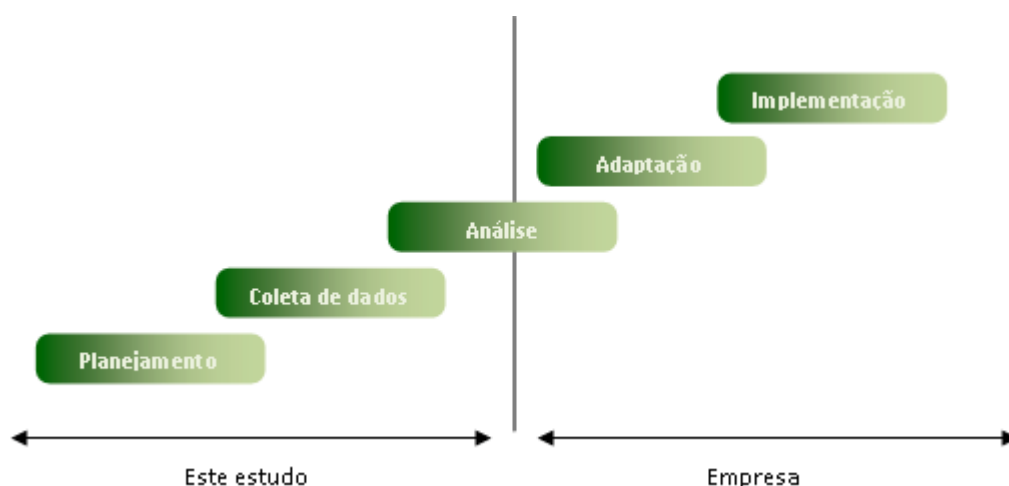 Implementação
Adaptação
Análise
Coleta de dados
Planejamento
Este estudo
Empresa